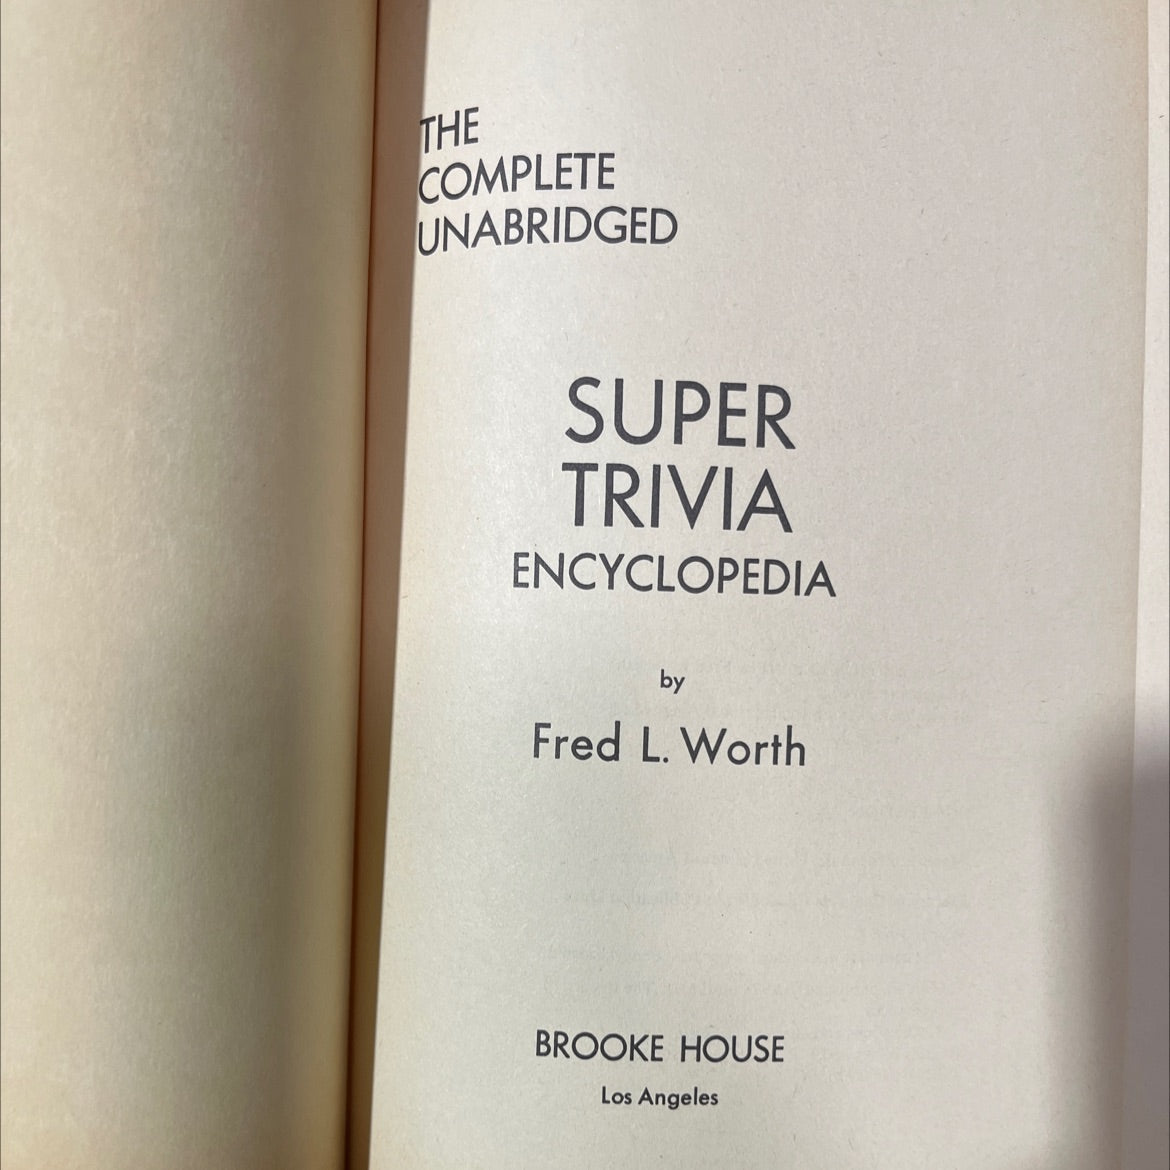 THE
COMPLETE
UNABRIDGED
SUPER
TRIVIA
ENCYCLOPEDIA
by
Fred L. Worth
BROOKE HOUSE
Los Angeles